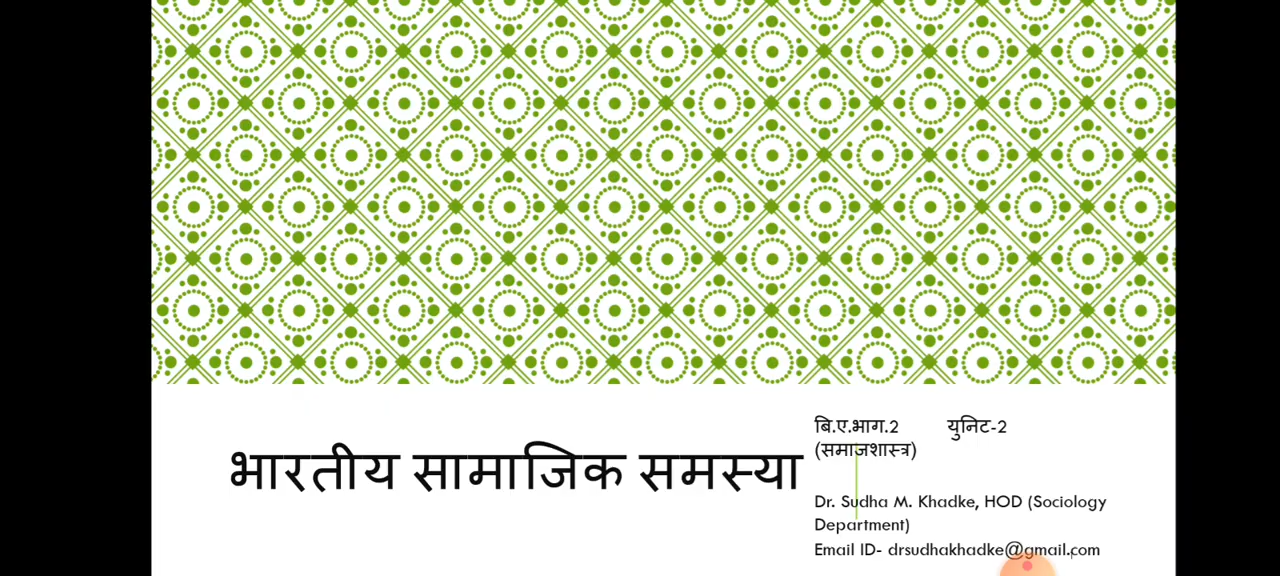 भारतीय सामाजिक समस्या
बि.ए.भाग.2 युनिट-2
(समाजशास्त्र)
Dr. Sudha M. Khadke, HOD (Sociology
Department)
Email ID- drsudhakhadke@gmail.com